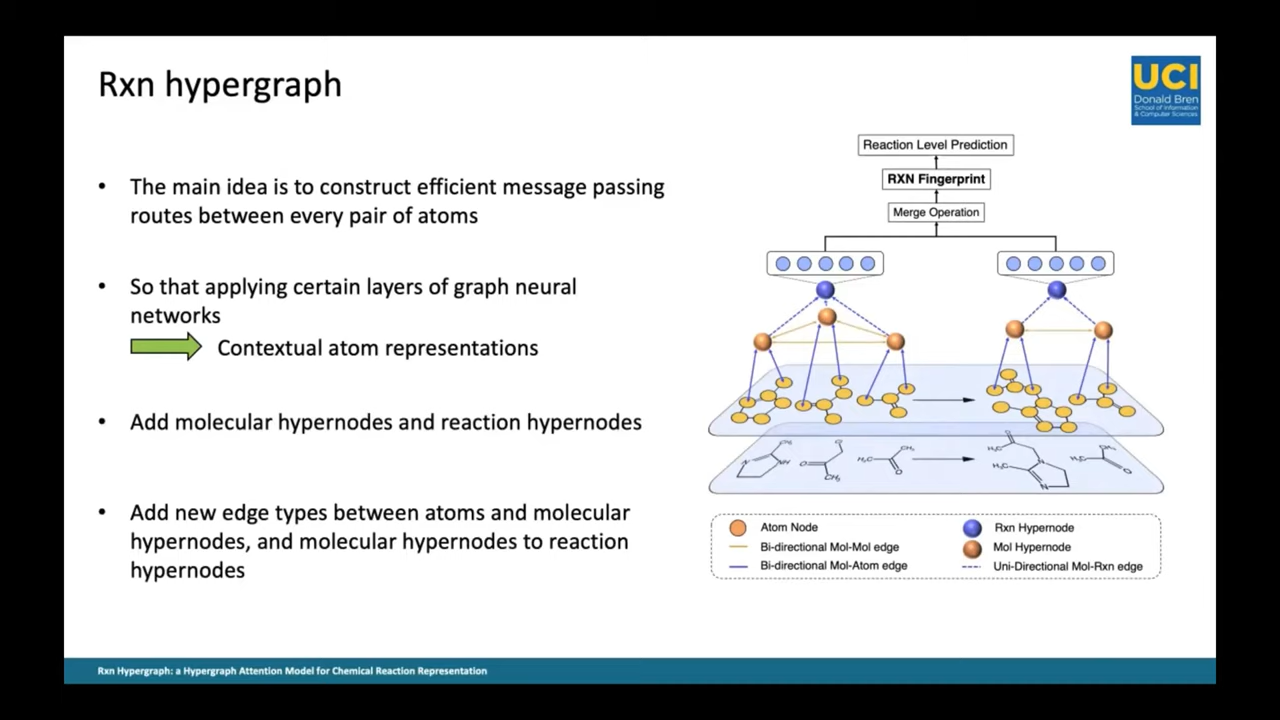 Rxn hypergraph
UCI
Donald Bren
School of Information
& Computer Sciences
• The main idea is to construct efficient message passing
routes between every pair of atoms
• So that applying certain layers of graph neural
networks
Contextual atom representations
• Add molecular hypernodes and reaction hypernodes
• Add new edge types between atoms and molecular
hypernodes, and molecular hypernodes to reaction
hypernodes
Reaction Level Prediction
RXN Fingerprint
Merge Operation
Atom Node
Rxn Hypernode
Bi-directional Mol-Mol edge
Mol Hypernode
Bi-directional Mol-Atom edge
Uni-Directional Mol-Rxn edge
Rxn Hypergraph: a Hypergraph Attention Model for Chemical Reaction Representation